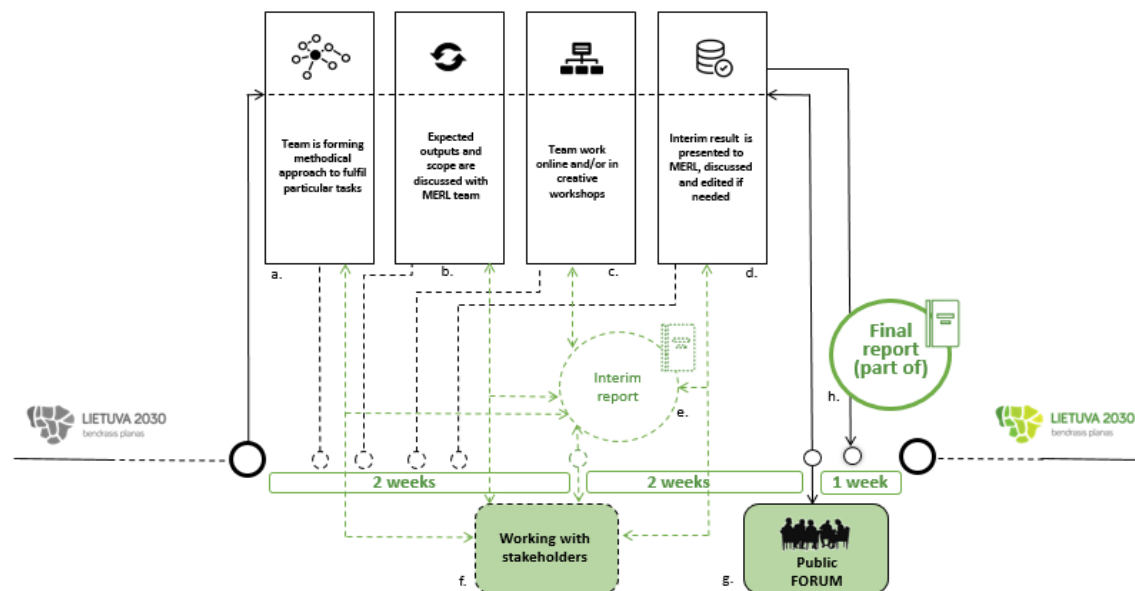 Team is forming
methodical
approach to fulfil
particular tasks
a.
Expected
outputs and
scope are
discussed with
MERL team
b.
Team work
online and/or in
creative
workshops
c.
Interim result is
presented to
MERL, discussed
and edited if
needed
d.
Interim
report
e.
Final
report
(part of)
h.
LIETUVA 2030
bendrasis planas
LIETUVA 2030
bendrasis planas
2 weeks
2 weeks
1 week
Working with
stakeholders
f.
Public
FORUM
g.